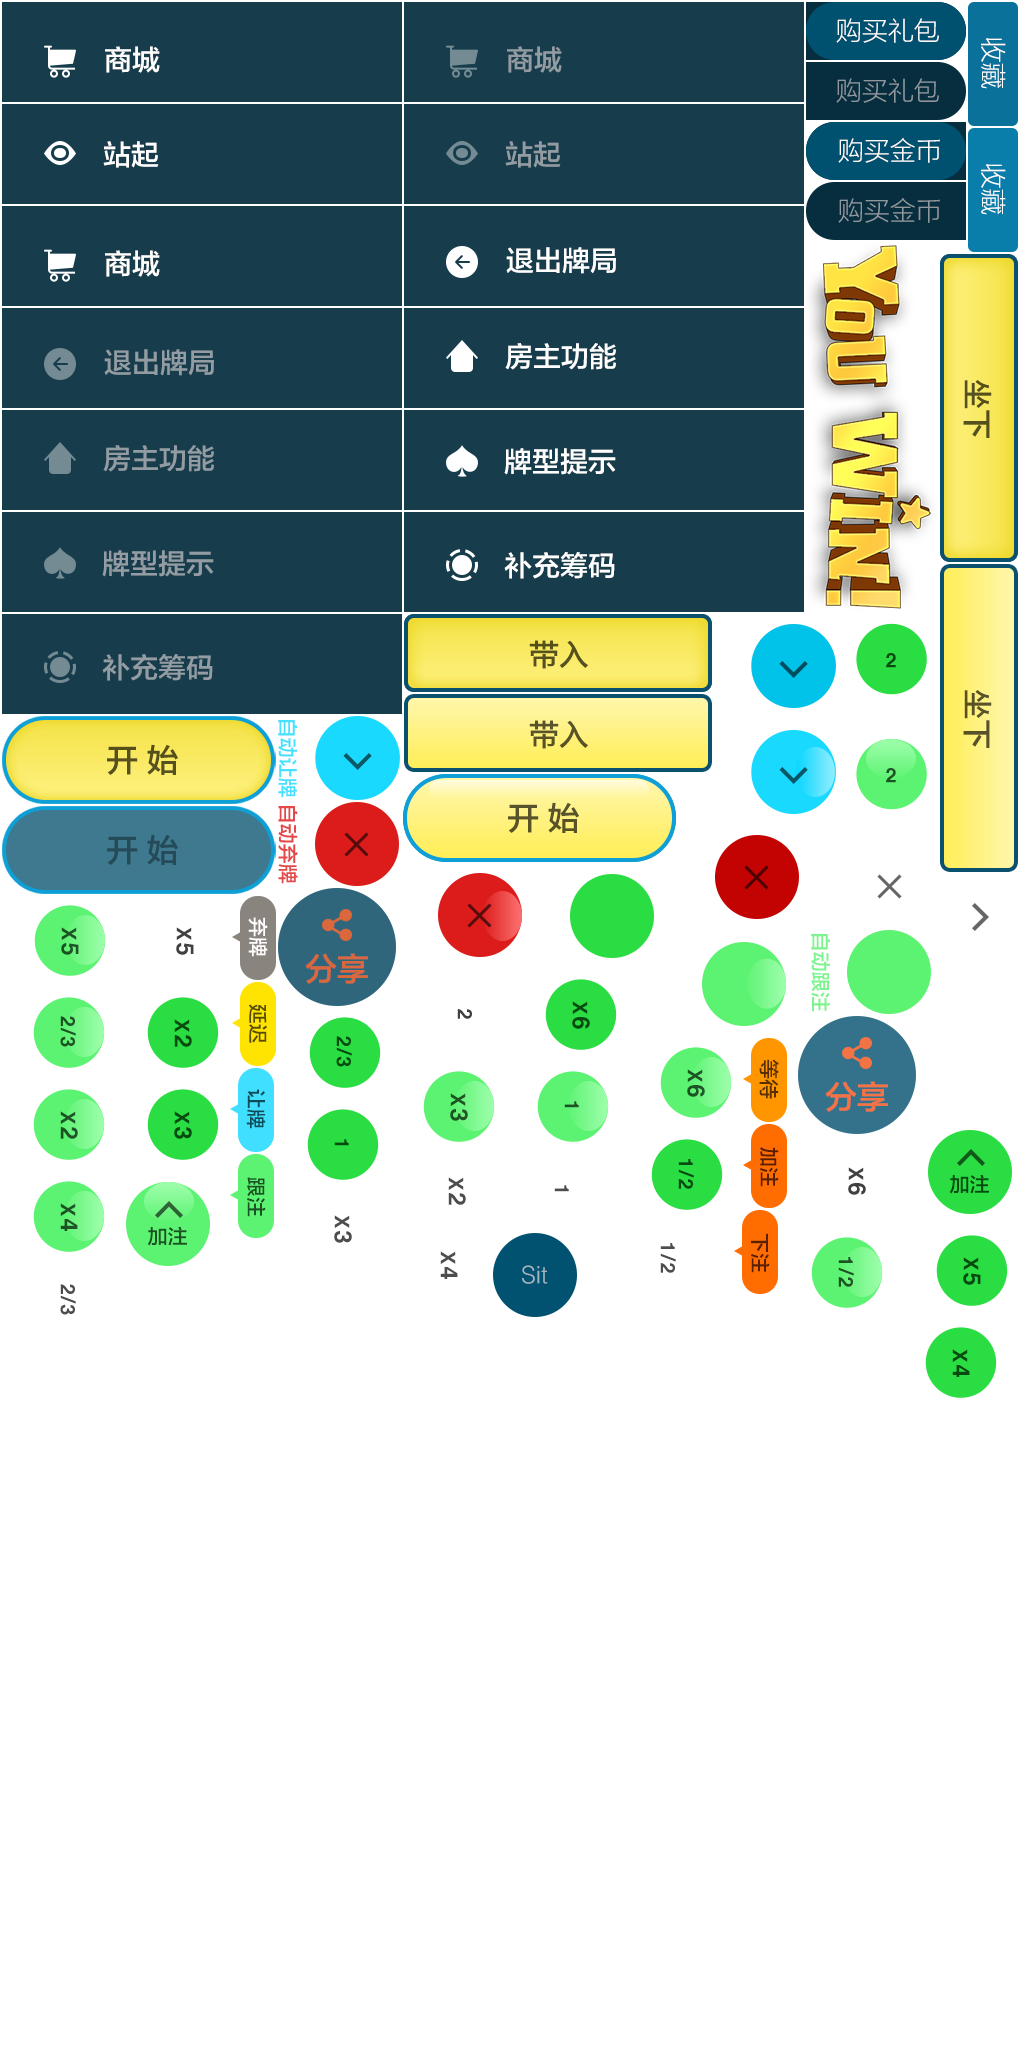 商城
商城
购买礼包
收藏
购买礼包
站起
站起
购买金币
收藏
购买金币
商城
退出牌局
YOU WIN!
坐下
退出牌局
房主功能
房主功能
牌型提示
牌型提示
补充筹码
补充筹码
带入
2
坐下
开 始
自动让牌
带入
2
开 始
自动弃牌
开 始
X5
X5
弃牌
分享
自动跟注
2/3
X2
延迟
2/3
2
X6
等待
分享
X2
X3
让牌
1
X3
1
X6
加注
X6
加注
X4
加注
跟注
X3
X2
1
1/2
下注
1/2
X5
2/3
X4
Sit
1/2
X4